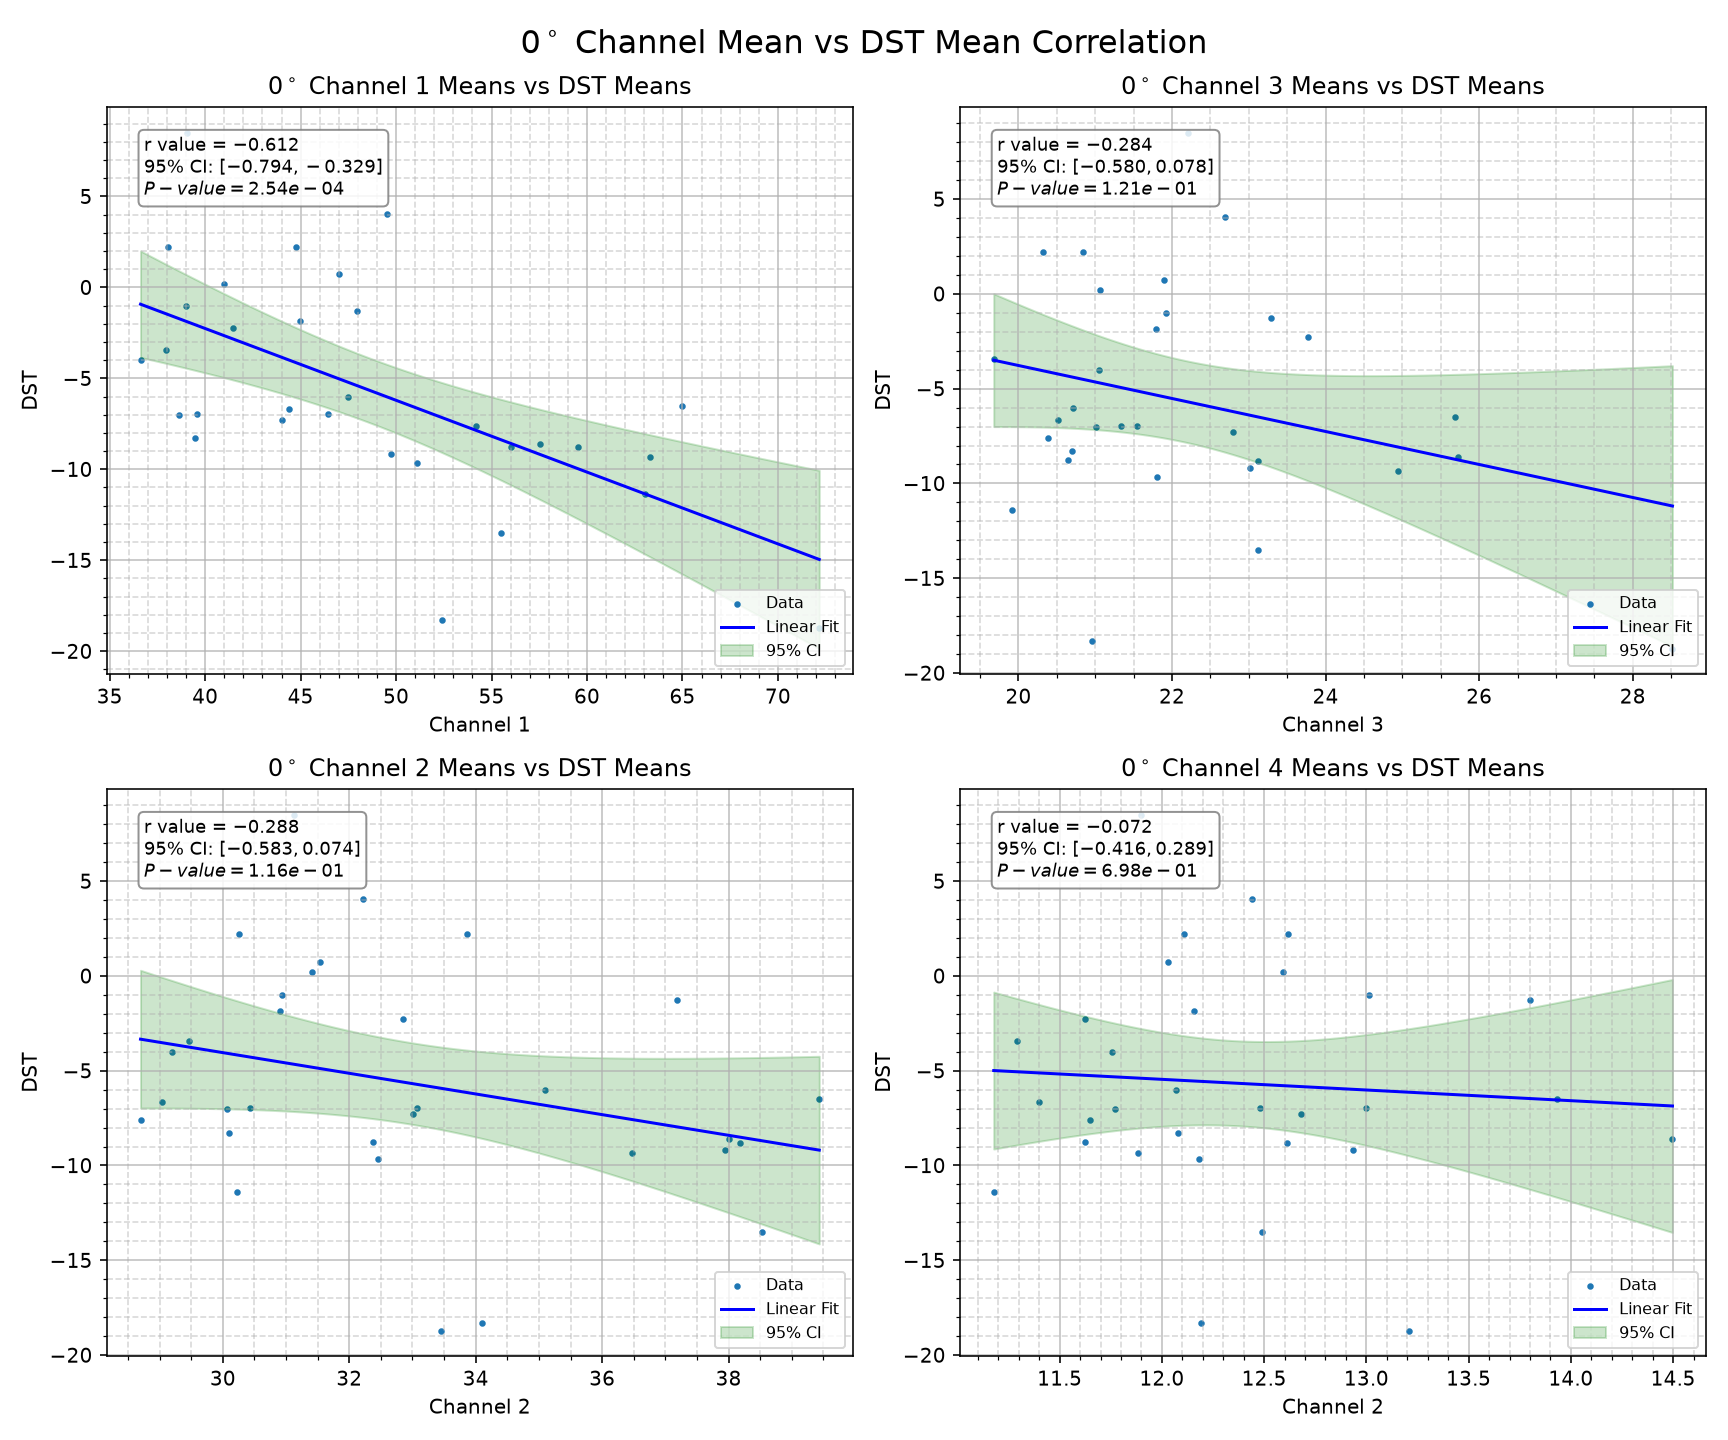 0° Channel Mean vs DST Mean Correlation
0° Channel 1 Means vs DST Means
r value = −0.612
95% CI: [−0.794, −0.329]
P − value = 2.54e − 04
5
0
−5
−10
−15
−20
DST
35 40 45 50 55 60 65 70
Channel 1
Data
Linear Fit
95% CI
0° Channel 3 Means vs DST Means
r value = −0.284
95% CI: [−0.580, 0.078]
P − value = 1.21e − 01
5
0
−5
−10
−15
−20
DST
20 22 24 26 28
Channel 3
Data
Linear Fit
95% CI
0° Channel 2 Means vs DST Means
r value = −0.288
95% CI: [−0.583, 0.074]
P − value = 1.16e − 01
5
0
−5
−10
−15
−20
DST
30 32 34 36 38
Channel 2
Data
Linear Fit
95% CI
0° Channel 4 Means vs DST Means
r value = −0.072
95% CI: [−0.416, 0.289]
P − value = 6.98e − 01
5
0
−5
−10
−15
−20
DST
11.5 12.0 12.5 13.0 13.5 14.0 14.5
Channel 2
Data
Linear Fit
95% CI